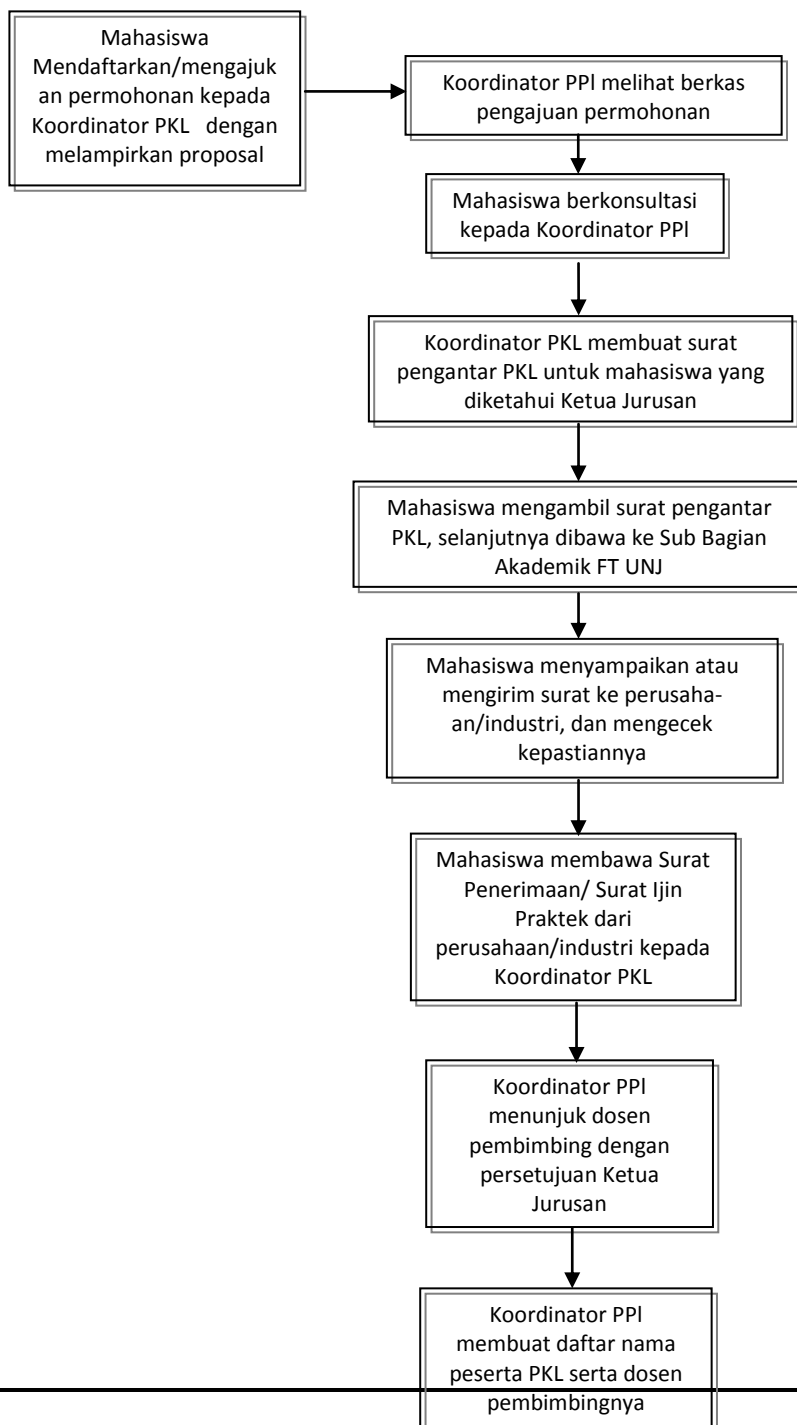 Mahasiswa
Mendaftarkan/mengajuk
an permohonan kepada
Koordinator PKL dengan
melampirkan proposal
Koordinator PPl melihat berkas
pengajuan permohonan
Mahasiswa berkonsultasi
kepada Koordinator PPl
Koordinator PKL membuat surat
pengantar PKL untuk mahasiswa yang
diketahui Ketua Jurusan
Mahasiswa mengambil surat pengantar
PKL, selanjutnya dibawa ke Sub Bagian
Akademik FT UNJ
Mahasiswa menyampaikan atau
mengirim surat ke perusaha-
an/industri, dan mengecek
kepastiannya
Mahasiswa membawa Surat
Penerimaan/ Surat Ijin
Praktek dari
perusahaan/industri kepada
Koordinator PKL
Koordinator PPl
menunjuk dosen
pembimbing dengan
persetujuan Ketua
Jurusan
Koordinator PPl
membuat daftar nama
peserta PKL serta dosen
pembimbingnya